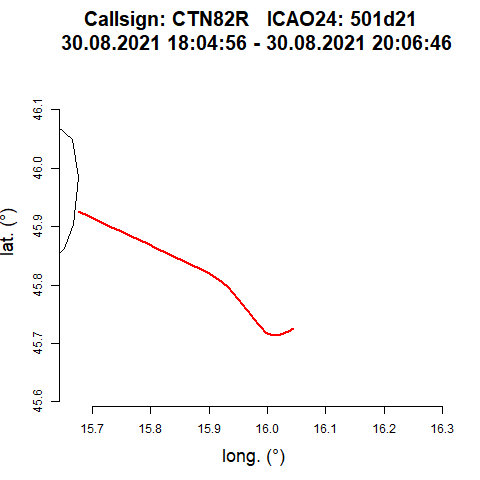 Callsign: CTN82R ICAO24: 501d21
30.08.2021 18:04:56 - 30.08.2021 20:06:46
46.1
46.0
45.9
45.8
45.7
45.6
lat. (°)
15.7 15.8 15.9 16.0 16.1 16.2 16.3
long. (°)